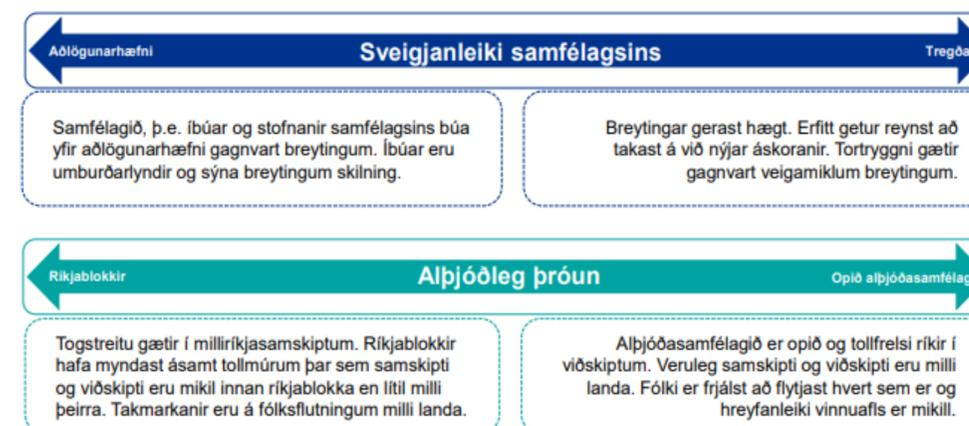 Aðlögunarhæfni Sveigjanleiki samfélagsins Tregða
Samfélagið, þ.e. íbúar og stofnanir samfélagsins búa
yfir aðlögunarhæfni gagnvart breytingum. Íbúar eru
umburðarlyndir og sýna breytingum skilning.
Breytingar gerast hægt. Erfitt getur reynst að
takast á við nýjar áskoranir. Tortryggni gætir
gagnvart veigamiklum breytingum.
Ríkjablokkir Alþjóðleg þróun Opið alþjóðasamfélag
Togstreitu gætir í milliríkjasamskiptum. Ríkjablokkir
hafa myndast ásamt tollmúrum þar sem samskipti
og viðskipti eru mikil innan ríkjablokka en lítil milli
þeirra. Takmarkanir eru á fólksflutningum milli landa.
Alþjóðasamfélagið er opið og tollfrelsi ríkir í
viðskiptum. Veruleg samskipti og viðskipti eru milli
landa. Fólki er frjálst að flytjast hvert sem er og
hreyfanleiki vinnuafls er mikill.